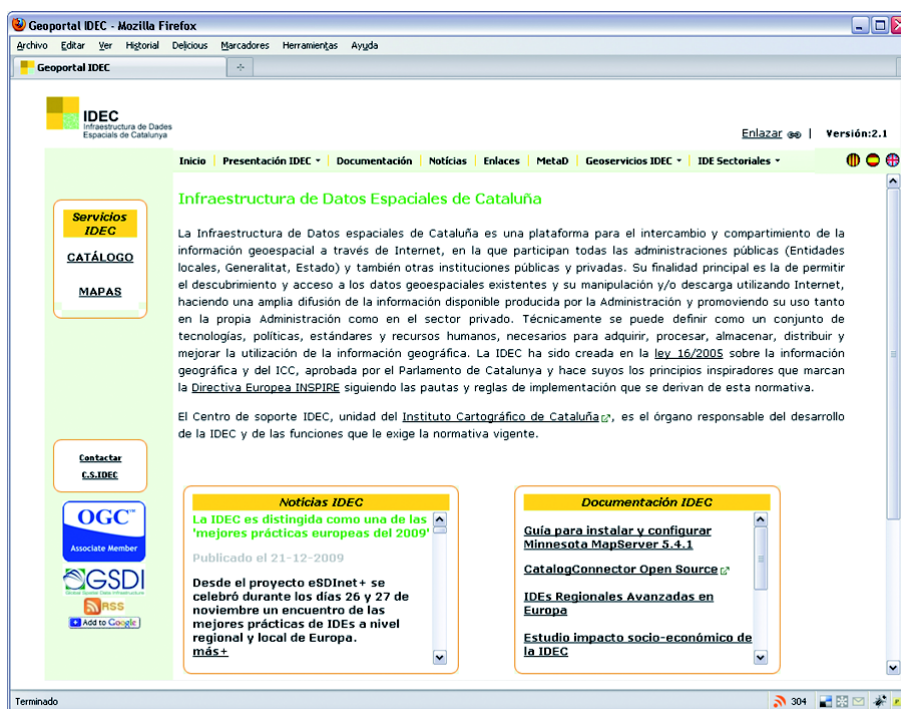 Geoportal IDEC - Mozilla Firefox
Archivo Editar Ver Historial Delicious Marcadores Herramientas Ayuda
Geoportal IDEC
IDEC
Infraestructura de Dades
Espacials de Catalunya
Enlazar | Versión:2.1
Inicio Presentación IDEC Documentación Notícias Enlaces MetaD Geoservicios IDEC IDE Sectoriales
Servicios
IDEC
CATÁLOGO
MAPAS
Infraestructura de Datos Espaciales de Cataluña
La Infraestructura de Datos espaciales de Cataluña es una plataforma para el intercambio y compartimiento de la
información geoespacial a través de Internet, en la que participan todas las administraciones públicas (Entidades
locales, Generalitat, Estado) y también otras instituciones públicas y privadas. Su finalidad principal es la de permitir
el descubrimiento y acceso a los datos geoespaciales existentes y su manipulación y/o descarga utilizando Internet,
haciendo una amplia difusión de la información disponible producida por la Administración y promoviendo su uso tanto
en la propia Administración como en el sector privado. Técnicamente se puede definir como un conjunto de
tecnologías, políticas, estándares y recursos humanos, necesarios para adquirir, procesar, almacenar, distribuir y
mejorar la utilización de la información geográfica. La IDEC ha sido creada en la ley 16/2005 sobre la información
geográfica y del ICC, aprobada por el Parlamento de Catalunya y hace suyos los principios inspiradores que marcan
la Directiva Europea INSPIRE siguiendo las pautas y reglas de implementación que se derivan de esta normativa.
El Centro de soporte IDEC, unidad del Instituto Cartográfico de Cataluña, es el órgano responsable del desarrollo
de la IDEC y de las funciones que le exige la normativa vigente.
Contactar
C.S.IDEC
OGC
Associate Member
GSDI
Global Spatial Data Infrastructure
RSS
Add to Google
Noticias IDEC
La IDEC es distingida como una de las
'mejores prácticas europeas del 2009'
Publicado el 21-12-2009
Desde el proyecto eSDInet+ se
celebró durante los días 26 y 27 de
noviembre un encuentro de las
mejores prácticas de IDEs a nivel
regional y local de Europa.
más+
Documentación IDEC
Guía para instalar y configurar
Minnesota MapServer 5.4.1
CatalogConnector Open Source
IDEs Regionales Avanzadas en
Europa
Estudio impacto socio-económico de
la IDEC
Terminado
304